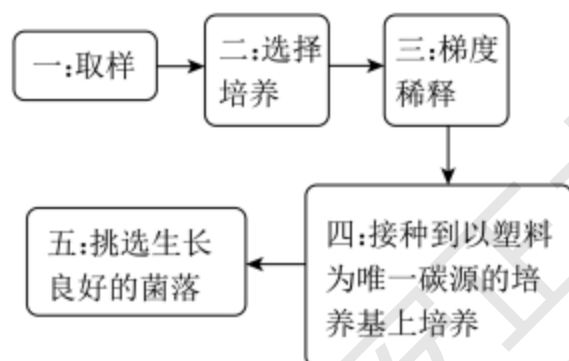 一:取样
二:选择
培养
三:梯度
稀释
四:接种到以塑料
为唯一碳源的培
养基上培养
五:挑选生长
良好的菌落